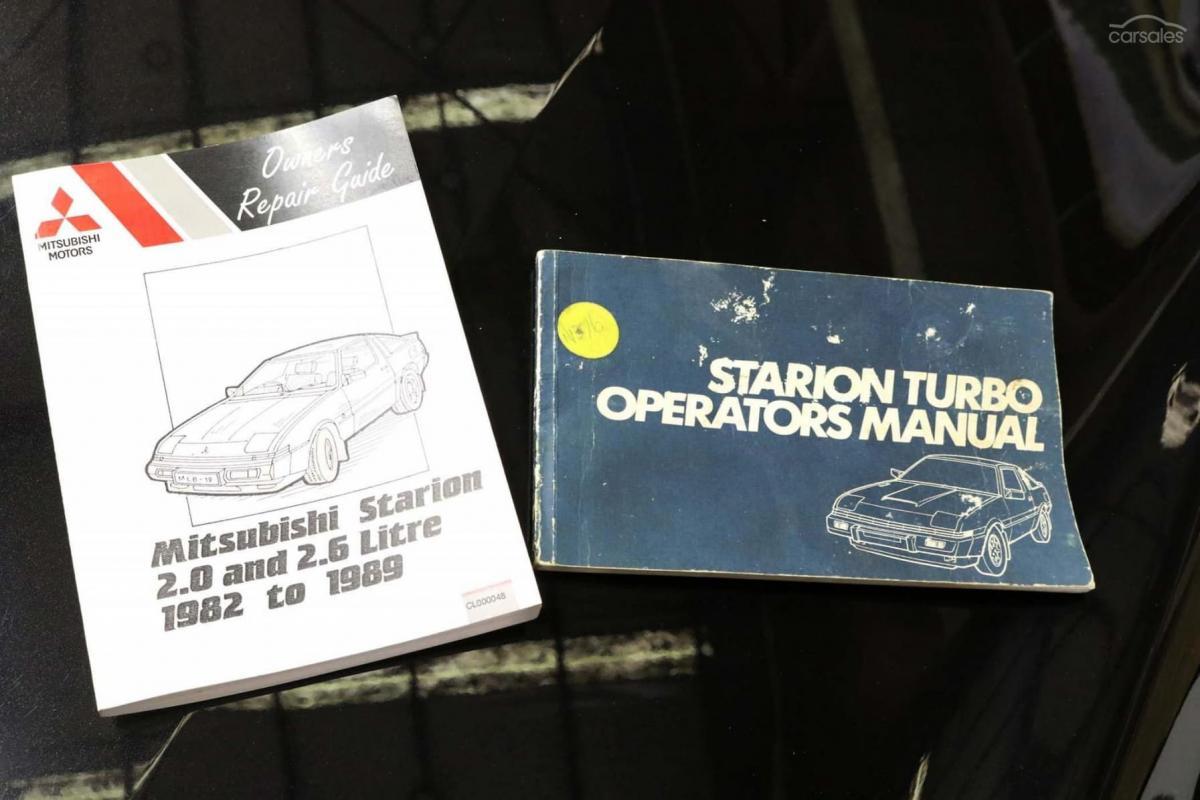 carsales
Owners
Repair Guide
MITSUBISHI
MOTORS
Mitsubishi Starion
2.0 and 2.6 Litre
1982 to 1989
CL000048
STARION TURBO
OPERATORS MANUAL